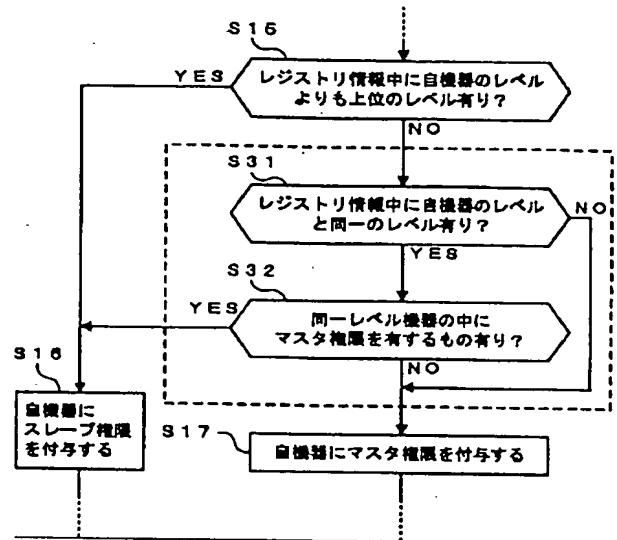 S15
YES
レジストリ情報中に自機器のレベル
よりも上位のレベル有り?
NO
S31
レジストリ情報中に自機器のレベル
と同一のレベル有り?
NO
YES
S32
YES
同一レベル機器の中に
マスタ権限を有するもの有り?
NO
S16
自機器に
スレーブ権限
を付与する
S17
自機器にマスタ権限を付与する